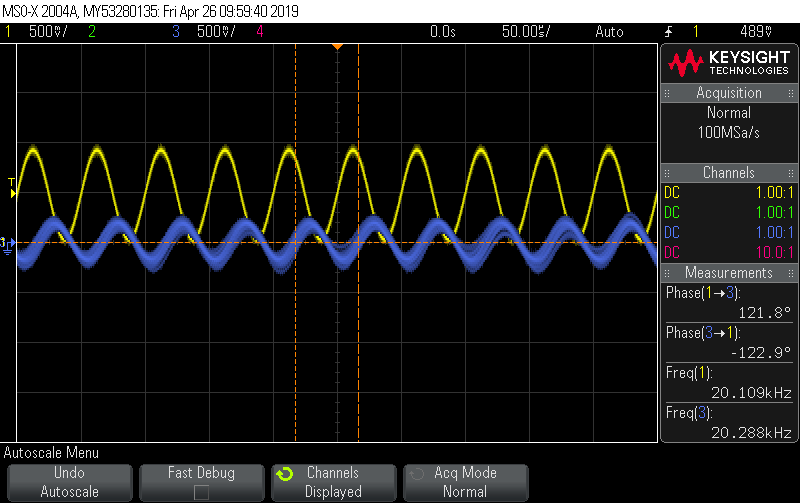 MSO-X 2004A, MY53280135: Fri Apr 26 09:59:40 2019
1 500㎷/ 2 3 500㎷/ 4 0.0s 50.00㎲/ Auto 1 489㎷
KEYSIGHT
TECHNOLOGIES
Acquisition
Normal
100MSa/s
Channels
DC 1.00:1
DC 1.00:1
DC 1.00:1
DC 10.0:1
Measurements
Phase(1→3):
121.8°
Phase(3→1):
-122.9°
Freq(1):
20.109kHz
Freq(3):
20.288kHz
T
3
Autoscale Menu
Undo
Autoscale
Fast Debug
Channels
Displayed
Acq Mode
Normal